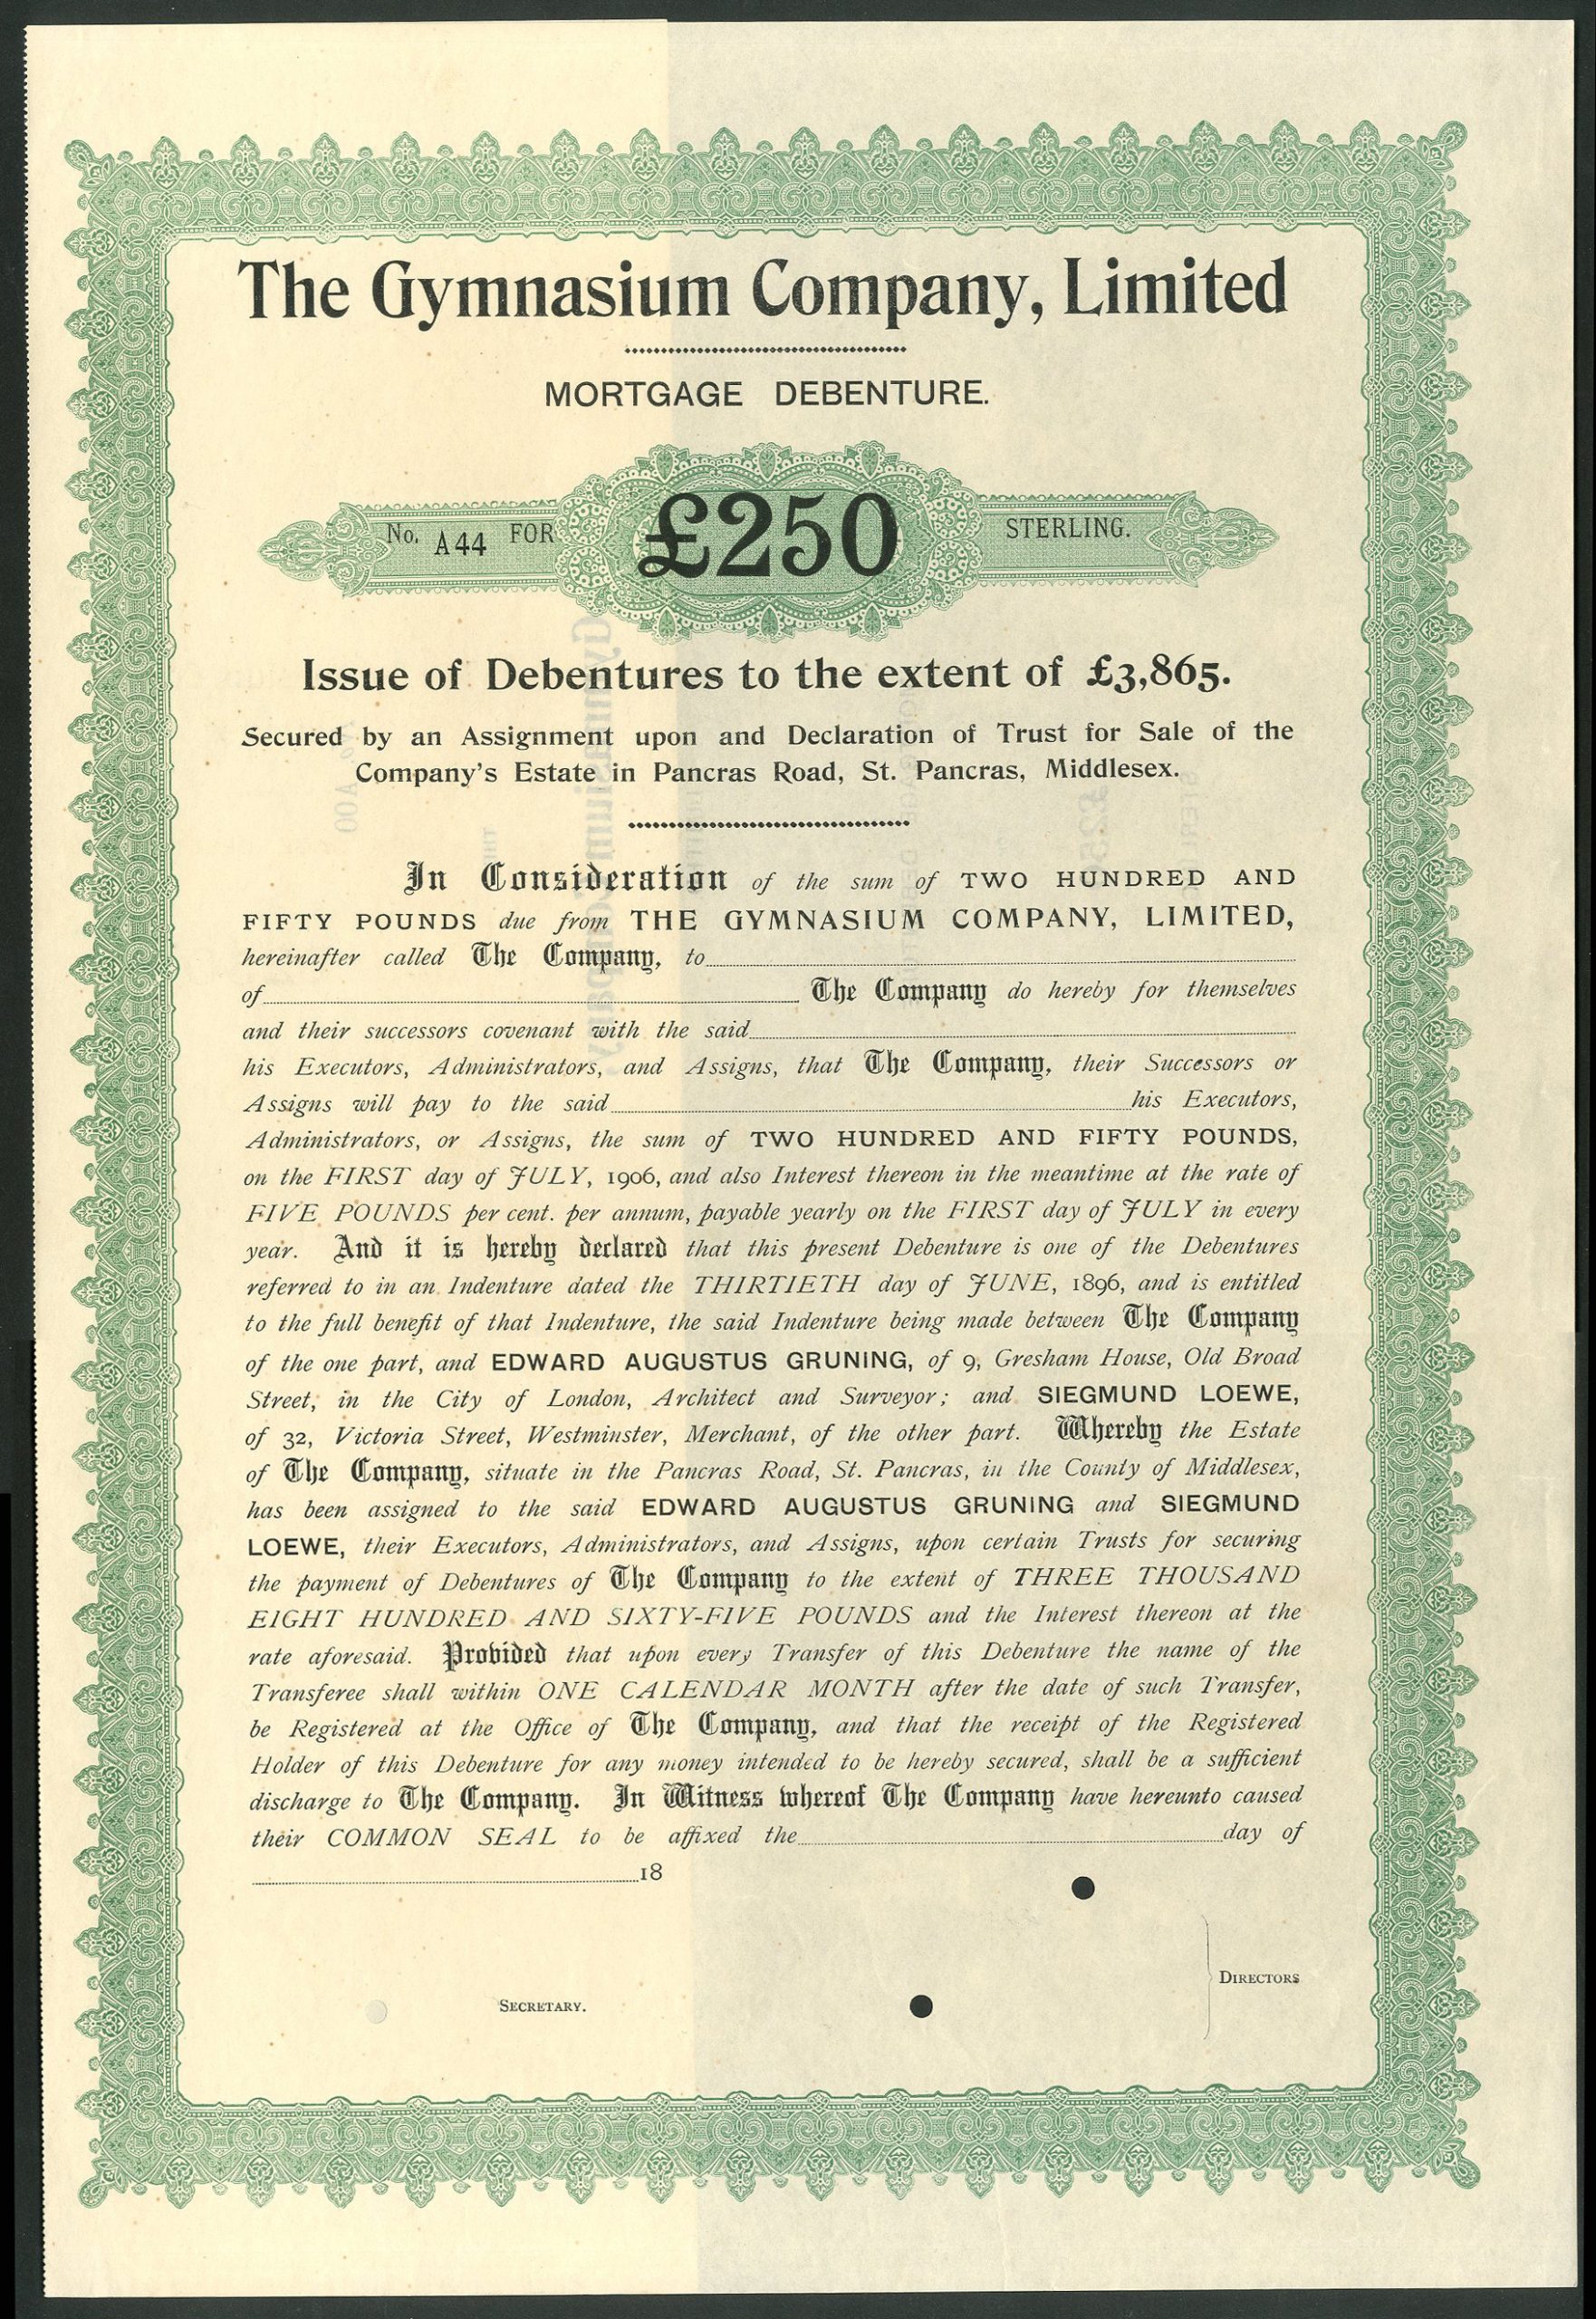 The Gymnasium Company, Limited
MORTGAGE DEBENTURE.
No. A44 FOR £250 STERLING.
Issue of Debentures to the extent of £3,865.
Secured by an Assignment upon and Declaration of Trust for Sale of the
Company's Estate in Pancras Road, St. Pancras, Middlesex.
In Consideration of the sum of TWO HUNDRED AND
FIFTY POUNDS due from THE GYMNASIUM COMPANY, LIMITED,
hereinafter called The Company, to
of The Company do hereby for themselves
and their successors covenant with the said
his Executors, Administrators, and Assigns, that The Company, their Successors or
Assigns will pay to the said his Executors,
Administrators, or Assigns, the sum of TWO HUNDRED AND FIFTY POUNDS,
on the FIRST day of JULY, 1906, and also Interest thereon in the meantime at the rate of
FIVE POUNDS per cent. per annum, payable yearly on the FIRST day of JULY in every
year. And it is hereby declared that this present Debenture is one of the Debentures
referred to in an Indenture dated the THIRTIETH day of JUNE, 1896, and is entitled
to the full benefit of that Indenture, the said Indenture being made between The Company
of the one part, and EDWARD AUGUSTUS GRUNING, of 9, Gresham House, Old Broad
Street, in the City of London, Architect and Surveyor; and SIEGMUND LOEWE,
of 32, Victoria Street, Westminster, Merchant, of the other part. Whereby the Estate
of The Company, situate in the Pancras Road, St. Pancras, in the County of Middlesex,
has been assigned to the said EDWARD AUGUSTUS GRUNING and SIEGMUND
LOEWE, their Executors, Administrators, and Assigns, upon certain Trusts for securing
the payment of Debentures of The Company to the extent of THREE THOUSAND
EIGHT HUNDRED AND SIXTY-FIVE POUNDS and the Interest thereon at the
rate aforesaid. Provided that upon every Transfer of this Debenture the name of the
Transferee shall within ONE CALENDAR MONTH after the date of such Transfer,
be Registered at the Office of The Company, and that the receipt of the Registered
Holder of this Debenture for any money intended to be hereby secured, shall be a sufficient
discharge to The Company. In Witness whereof The Company have hereunto caused
their COMMON SEAL to be affixed the day of
18
DIRECTORS
SECRETARY.